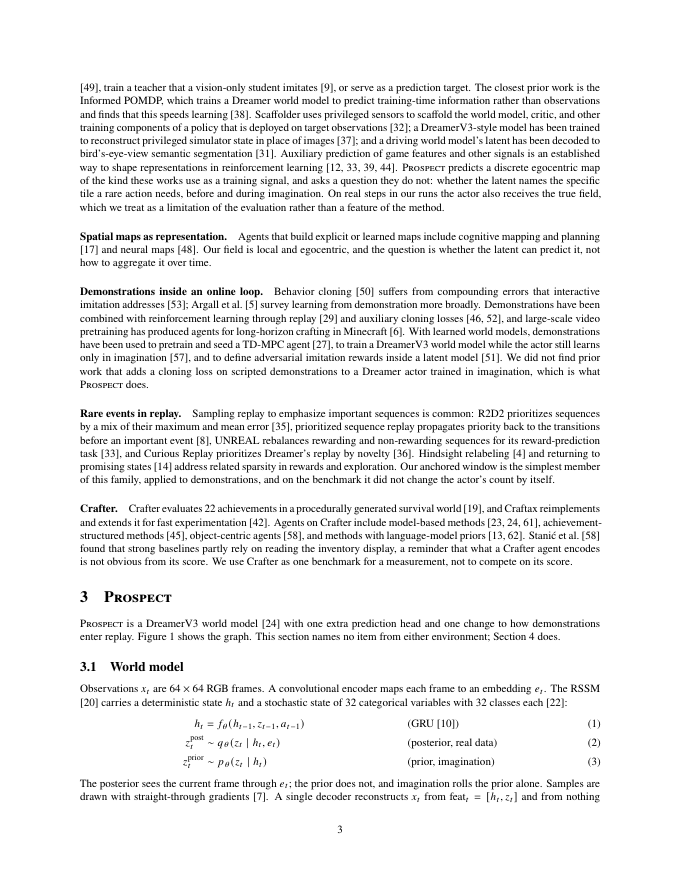 [49], train a teacher that a vision-only student imitates [9], or serve as a prediction target. The closest prior work is the
Informed POMDP, which trains a Dreamer world model to predict training-time information rather than observations
and finds that this speeds learning [38]. Scaffolder uses privileged sensors to scaffold the world model, critic, and other
training components of a policy that is deployed on target observations [32]; a DreamerV3-style model has been trained
to reconstruct privileged simulator state in place of images [37]; and a driving world model's latent has been decoded to
bird's-eye-view semantic segmentation [31]. Auxiliary prediction of game features and other signals is an established
way to shape representations in reinforcement learning [12, 33, 39, 44]. Prospect predicts a discrete egocentric map
of the kind these works use as a training signal, and asks a question they do not: whether the latent names the specific
tile a rare action needs, before and during imagination. On real steps in our runs the actor also receives the true field,
which we treat as a limitation of the evaluation rather than a feature of the method.
Spatial maps as representation. Agents that build explicit or learned maps include cognitive mapping and planning
[17] and neural maps [48]. Our field is local and egocentric, and the question is whether the latent can predict it, not
how to aggregate it over time.
Demonstrations inside an online loop. Behavior cloning [50] suffers from compounding errors that interactive
imitation addresses [53]; Argall et al. [5] survey learning from demonstration more broadly. Demonstrations have been
combined with reinforcement learning through replay [29] and auxiliary cloning losses [46, 52], and large-scale video
pretraining has produced agents for long-horizon crafting in Minecraft [6]. With learned world models, demonstrations
have been used to pretrain and seed a TD-MPC agent [27], to train a DreamerV3 world model while the actor still learns
only in imagination [57], and to define adversarial imitation rewards inside a latent model [51]. We did not find prior
work that adds a cloning loss on scripted demonstrations to a Dreamer actor trained in imagination, which is what
Prospect does.
Rare events in replay. Sampling replay to emphasize important sequences is common: R2D2 prioritizes sequences
by a mix of their maximum and mean error [35], prioritized sequence replay propagates priority back to the transitions
before an important event [8], UNREAL rebalances rewarding and non-rewarding sequences for its reward-prediction
task [33], and Curious Replay prioritizes Dreamer's replay by novelty [36]. Hindsight relabeling [4] and returning to
promising states [14] address related sparsity in rewards and exploration. Our anchored window is the simplest member
of this family, applied to demonstrations, and on the benchmark it did not change the actor's count by itself.
Crafter. Crafter evaluates 22 achievements in a procedurally generated survival world [19], and Craftax reimplements
and extends it for fast experimentation [42]. Agents on Crafter include model-based methods [23, 24, 61], achievement-
structured methods [45], object-centric agents [58], and methods with language-model priors [13, 62]. Stanić et al. [58]
found that strong baselines partly rely on reading the inventory display, a reminder that what a Crafter agent encodes
is not obvious from its score. We use Crafter as one benchmark for a measurement, not to compete on its score.
3 Prospect
Prospect is a DreamerV3 world model [24] with one extra prediction head and one change to how demonstrations
enter replay. Figure 1 shows the graph. This section names no item from either environment; Section 4 does.
3.1 World model
Observations x_t are 64 × 64 RGB frames. A convolutional encoder maps each frame to an embedding e_t. The RSSM
[20] carries a deterministic state h_t and a stochastic state of 32 categorical variables with 32 classes each [22]:
h_t = f_θ(h_{t−1}, z_{t−1}, a_{t−1}) (GRU [10]) (1)
z_t^post ∼ q_θ(z_t | h_t, e_t) (posterior, real data) (2)
z_t^prior ∼ p_θ(z_t | h_t) (prior, imagination) (3)
The posterior sees the current frame through e_t; the prior does not, and imagination rolls the prior alone. Samples are
drawn with straight-through gradients [7]. A single decoder reconstructs x_t from feat_t = [h_t, z_t] and from nothing
3